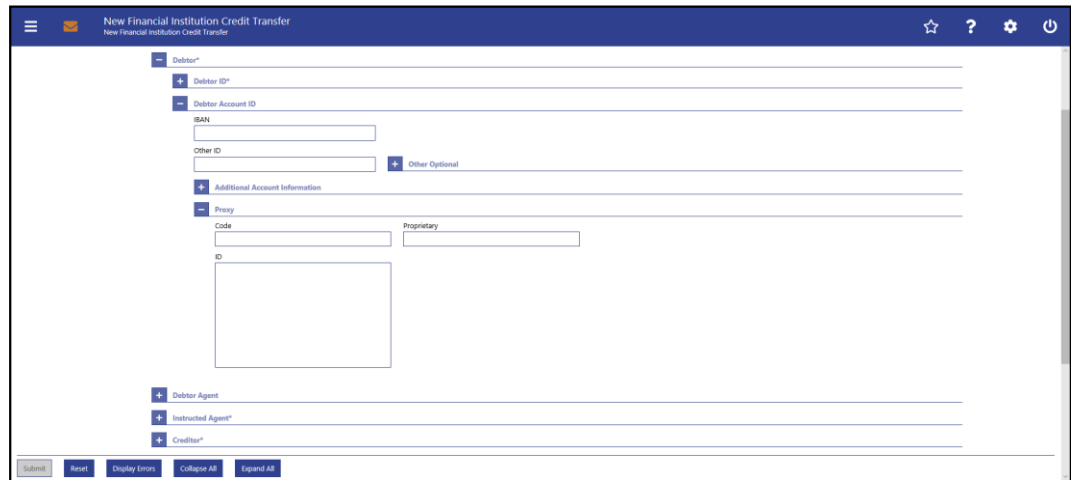 New Financial Institution Credit Transfer
New Financial Institution Credit Transfer
?
− Debtor*
+ Debtor ID*
− Debtor Account ID
IBAN
Other ID
+ Other Optional
+ Additional Account Information
− Proxy
Code Proprietary
ID
+ Debtor Agent
+ Instructed Agent*
+ Creditor*
Submit Reset Display Errors Collapse All Expand All